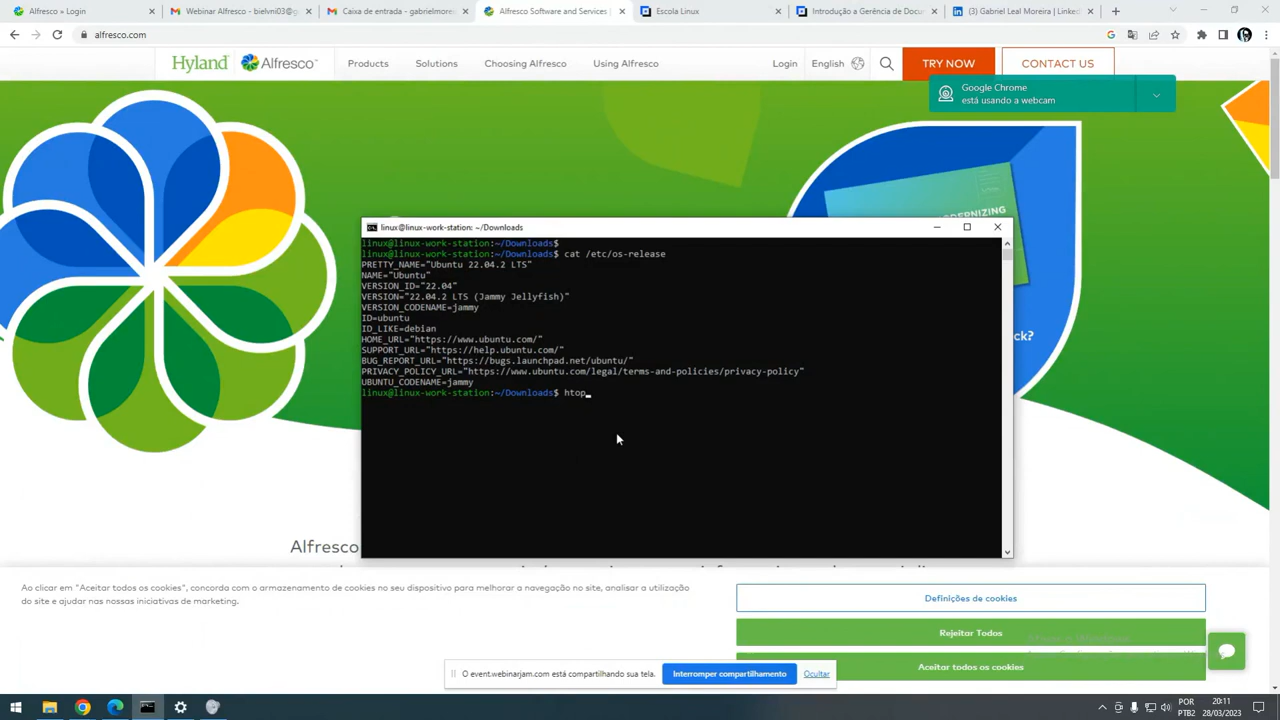 Alfresco » Login
Webinar Alfresco - bielvni03@g
Caixa de entrada - gabrielmorei
Alfresco Software and Services
Escola Linux
Introdução a Gerência de Docu
(3) Gabriel Leal Moreira | Linked
alfresco.com
Hyland
Alfresco
Products
Solutions
Choosing Alfresco
Using Alfresco
Login
English
TRY NOW
CONTACT US
Google Chrome
está usando a webcam
ODERNIZING
ck?
linux@linux-work-station: ~/Downloads
linux@linux-work-station:~/Downloads$
linux@linux-work-station:~/Downloads$ cat /etc/os-release
PRETTY_NAME="Ubuntu 22.04.2 LTS"
NAME="Ubuntu"
VERSION_ID="22.04"
VERSION="22.04.2 LTS (Jammy Jellyfish)"
VERSION_CODENAME=jammy
ID=ubuntu
ID_LIKE=debian
HOME_URL="https://www.ubuntu.com/"
SUPPORT_URL="https://help.ubuntu.com/"
BUG_REPORT_URL="https://bugs.launchpad.net/ubuntu/"
PRIVACY_POLICY_URL="https://www.ubuntu.com/legal/terms-and-policies/privacy-policy"
UBUNTU_CODENAME=jammy
linux@linux-work-station:~/Downloads$ htop
Alfresco
Ao clicar em "Aceitar todos os cookies", concorda com o armazenamento de cookies no seu dispositivo para melhorar a navegação no site, analisar a utilização
do site e ajudar nas nossas iniciativas de marketing.
Definições de cookies
Rejeitar Todos
Aceitar todos os cookies
O event.webinarjam.com está compartilhando sua tela.
Interromper compartilhamento
Ocultar
POR
PTB2
20:11
28/03/2023